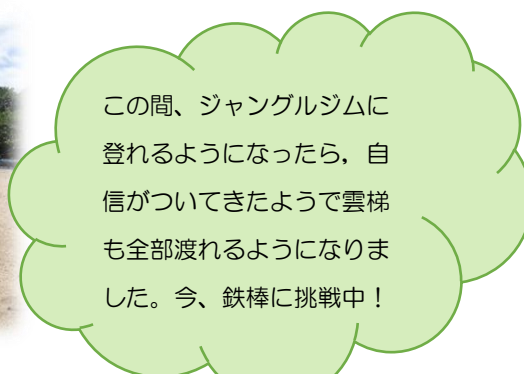 この間、ジャングルジムに
登れるようになったら，自
信がついてきたようで雲梯
も全部渡れるようになりま
した。今、鉄棒に挑戦中！